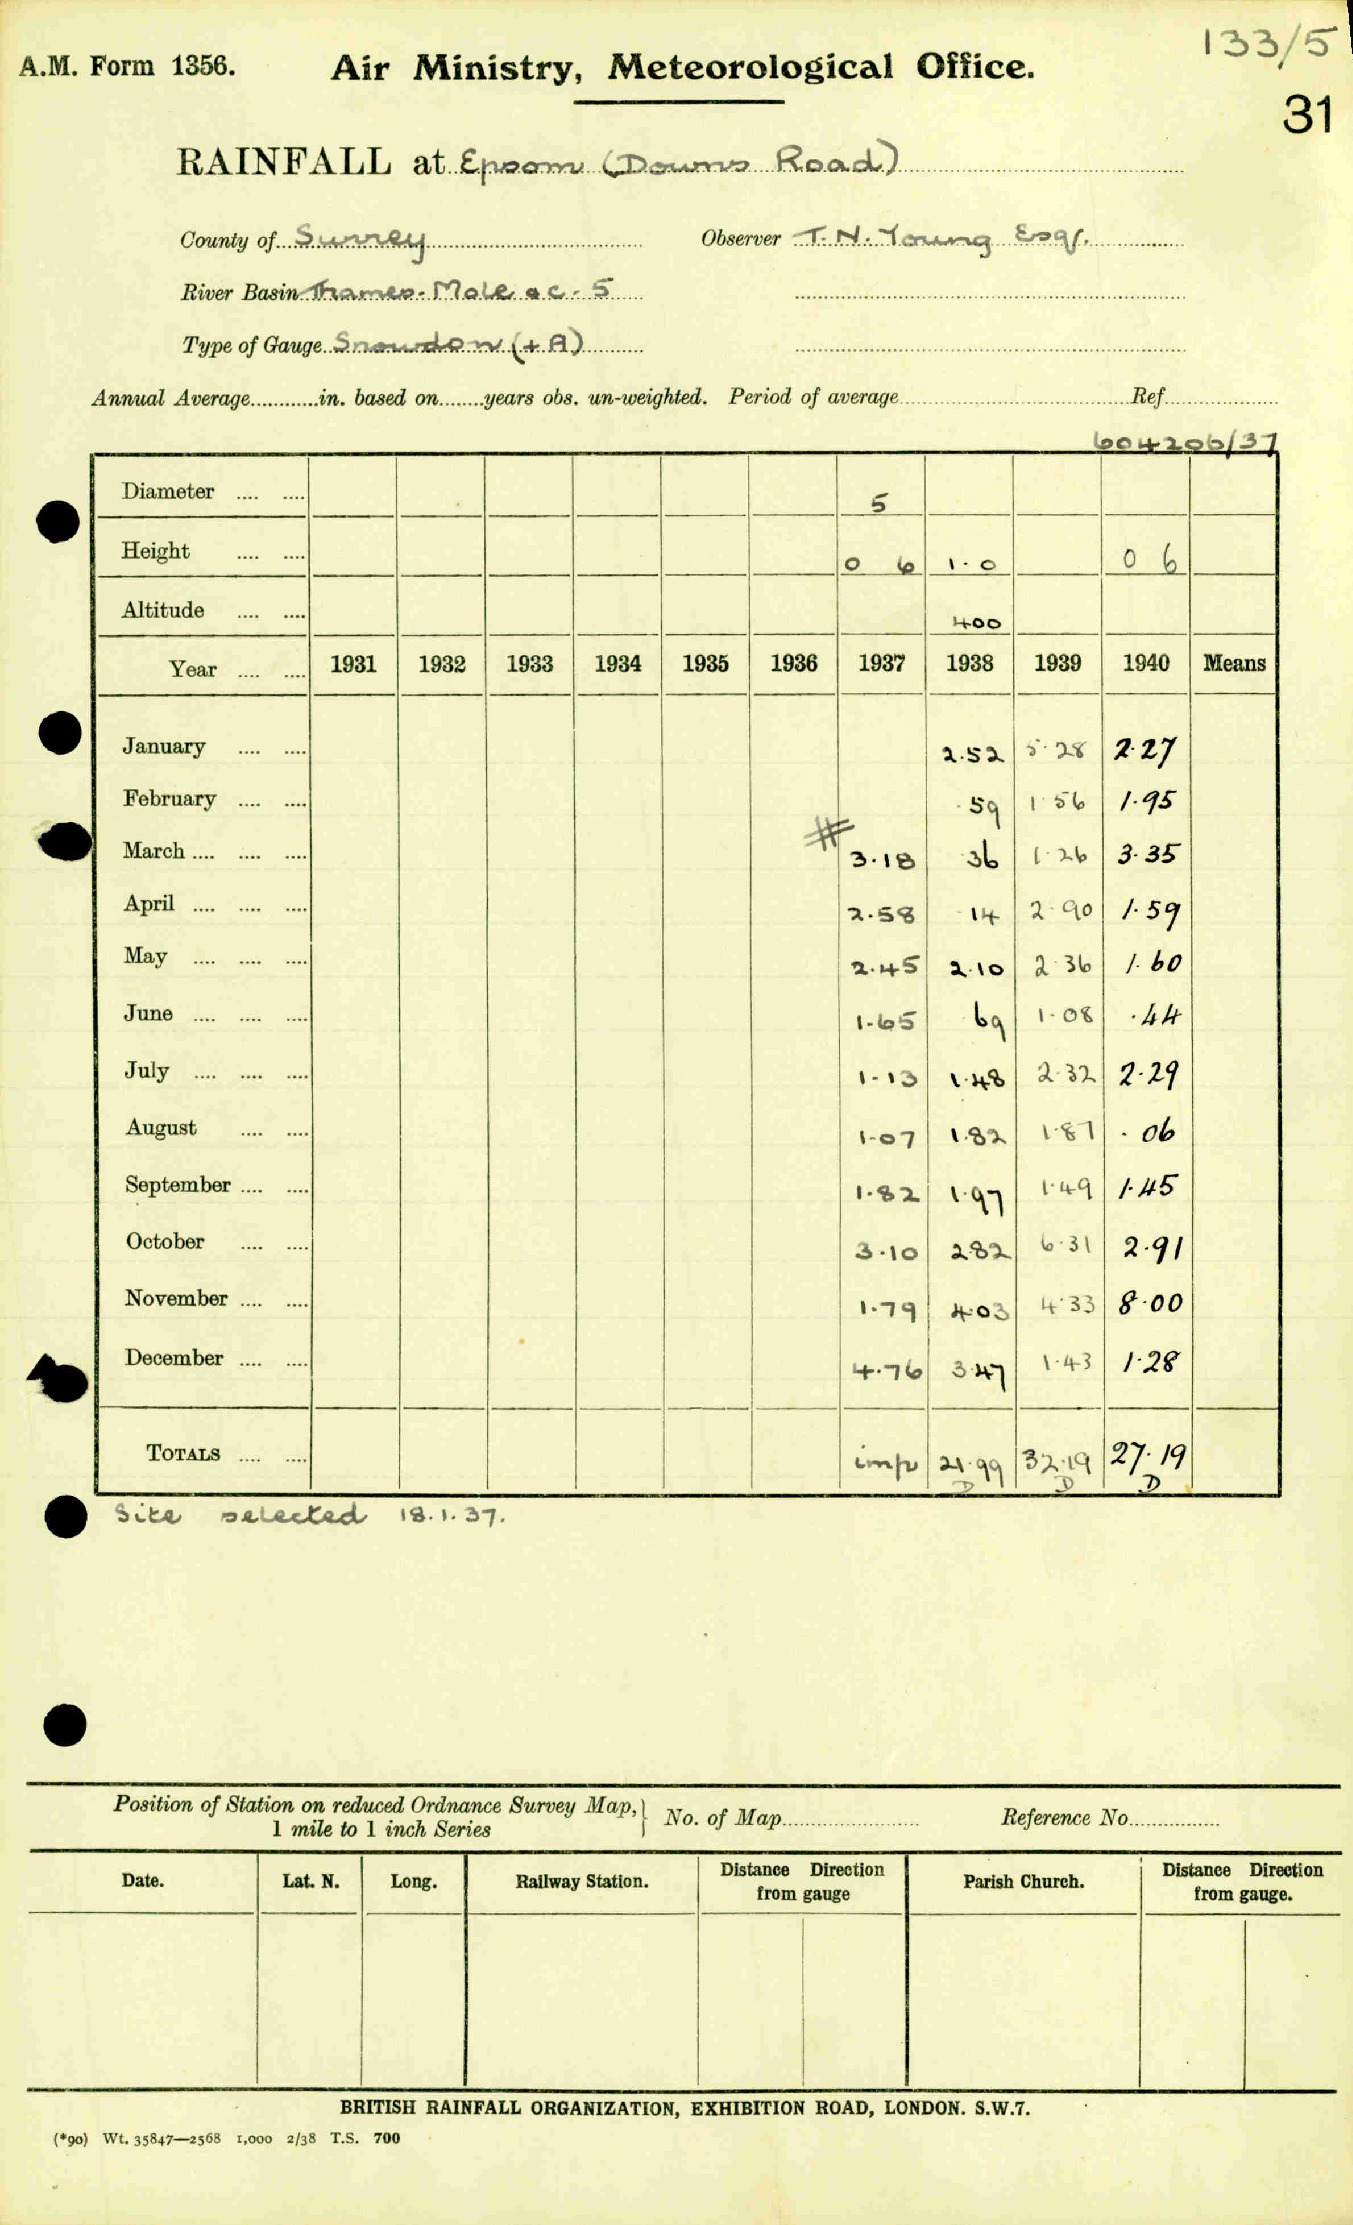 133/5
A.M. Form 1356. Air Ministry, Meteorological Office.
31
RAINFALL at Epsom (Downs Road)
County of Surrey Observer T. N. Young Esqr.
River Basin Thames-Mole &c. 5
Type of Gauge Snowdon (+A)
Annual Average............in. based on........years obs. un-weighted. Period of average Ref.
604206/37
Diameter .... .... 5
Height .... .... 0 6 1.0 0 6
Altitude .... .... 400
Year .... .... 1931 1932 1933 1934 1935 1936 1937 1938 1939 1940 Means
January .... .... 2.52 5.28 2.27
February .... .... .59 1.56 1.95
March .... .... .... # 3.18 .36 1.26 3.35
April .... .... .... 2.58 .14 2.90 1.59
May .... .... .... 2.45 2.10 2.36 1.60
June .... .... .... 1.65 69 1.08 .44
July .... .... .... 1.13 1.48 2.32 2.29
August .... .... 1.07 1.82 1.87 .06
September .... .... 1.82 1.97 1.49 1.45
October .... .... 3.10 2.82 6.31 2.91
November .... .... 1.79 4.03 4.33 8.00
December .... .... 4.76 3.47 1.43 1.28
TOTALS .... .... imp 21.99 32.19 27.19
D D D
Site selected 18.1.37.
Position of Station on reduced Ordnance Survey Map, No. of Map Reference No.
1 mile to 1 inch Series
Date. Lat. N. Long. Railway Station. Distance Direction from gauge Parish Church. Distance Direction from gauge.
BRITISH RAINFALL ORGANIZATION, EXHIBITION ROAD, LONDON. S.W.7.
(*90) Wt. 35847—2568 1,000 2/38 T.S. 700